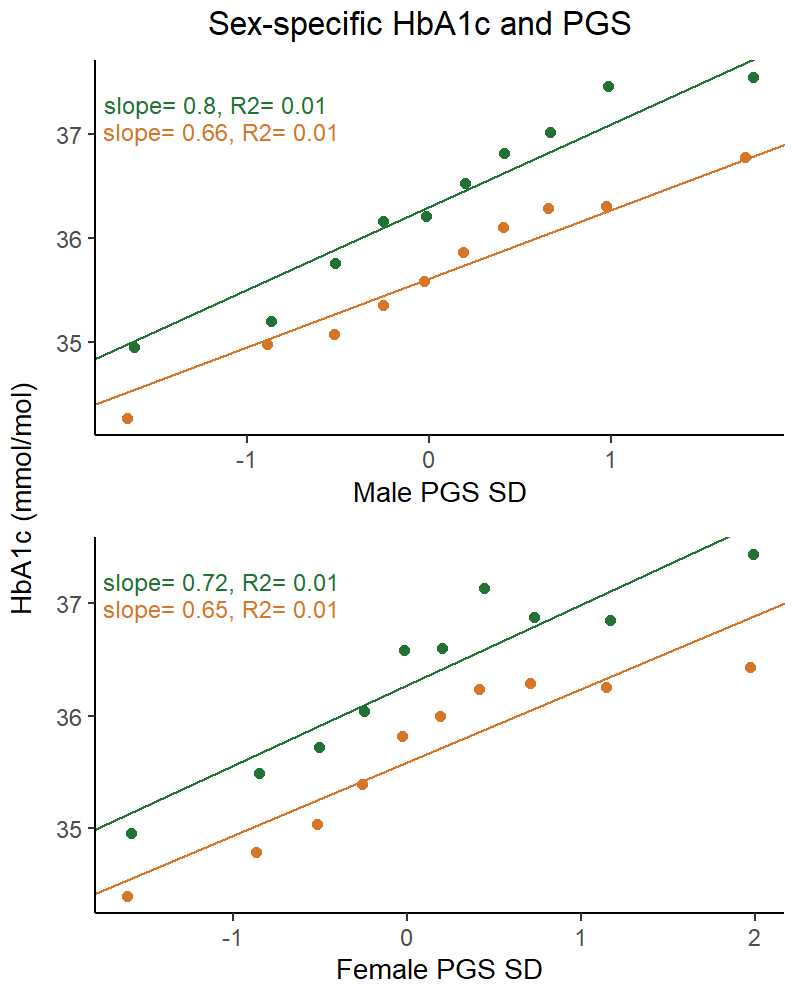 Sex-specific HbA1c and PGS
slope= 0.8, R2= 0.01
slope= 0.66, R2= 0.01
37
36
35
-1 0 1
Male PGS SD
HbA1c (mmol/mol)
slope= 0.72, R2= 0.01
slope= 0.65, R2= 0.01
37
36
35
-1 0 1 2
Female PGS SD